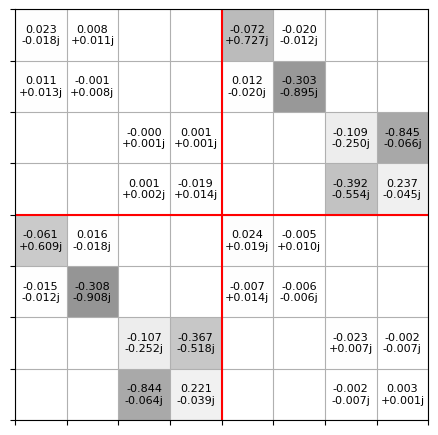 0.023 0.008 -0.072 -0.020
-0.018j +0.011j +0.727j -0.012j
0.011 -0.001 0.012 -0.303
+0.013j +0.008j -0.020j -0.895j
-0.000 0.001 -0.109 -0.845
+0.001j +0.001j -0.250j -0.066j
0.001 -0.019 -0.392 0.237
+0.002j +0.014j -0.554j -0.045j
-0.061 0.016 0.024 -0.005
+0.609j -0.018j +0.019j +0.010j
-0.015 -0.308 -0.007 -0.006
-0.012j -0.908j +0.014j -0.006j
-0.107 -0.367 -0.023 -0.002
-0.252j -0.518j +0.007j -0.007j
-0.844 0.221 -0.002 0.003
-0.064j -0.039j -0.007j +0.001j